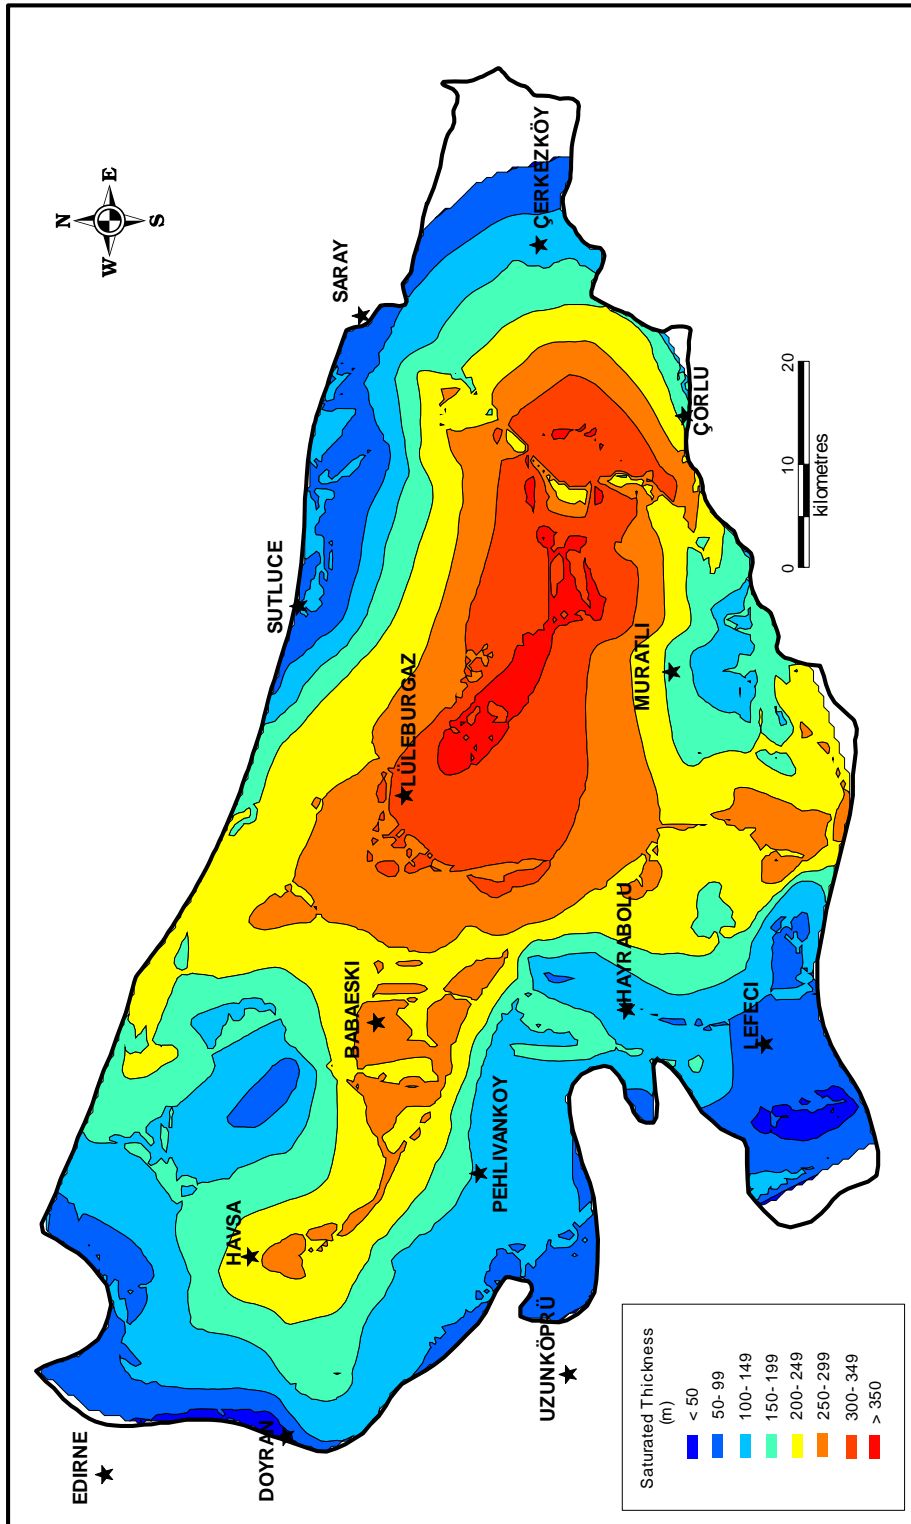 N
W
E
S
SARAY
ÇERKEZKÖY
SUTLUCE
ÇORLU
LÜLEBURGAZ
MURATLI
BABAESKI
HAYRABOLU
LEFECI
HAVSA
PEHLIVANKOY
EDIRNE
DOYRAN
UZUNKÖPRÜ
0 10 20
kilometres
Saturated Thickness
(m)
< 50
50- 99
100- 149
150- 199
200- 249
250- 299
300- 349
> 350